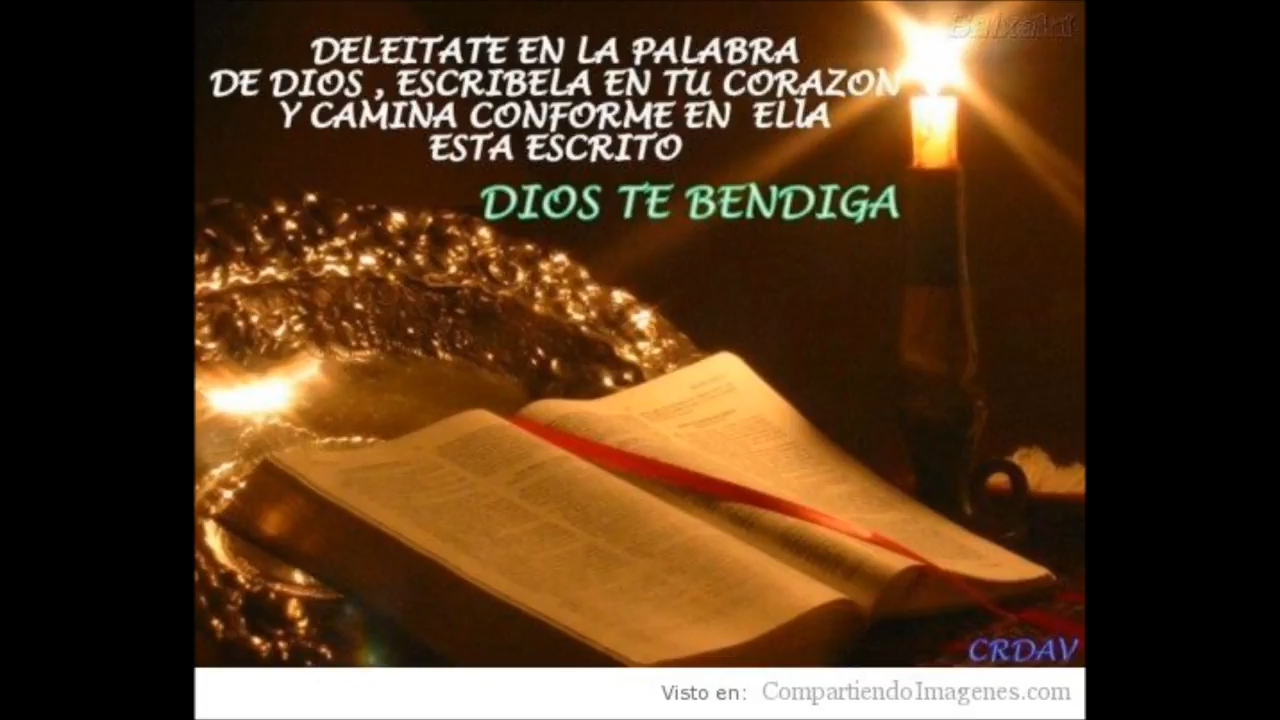 DELEITATE EN LA PALABRA
DE DIOS , ESCRIBELA EN TU CORAZON
Y CAMINA CONFORME EN ELLA
ESTA ESCRITO
DIOS TE BENDIGA
CRDAV
Visto en: CompartiendoImagenes.com